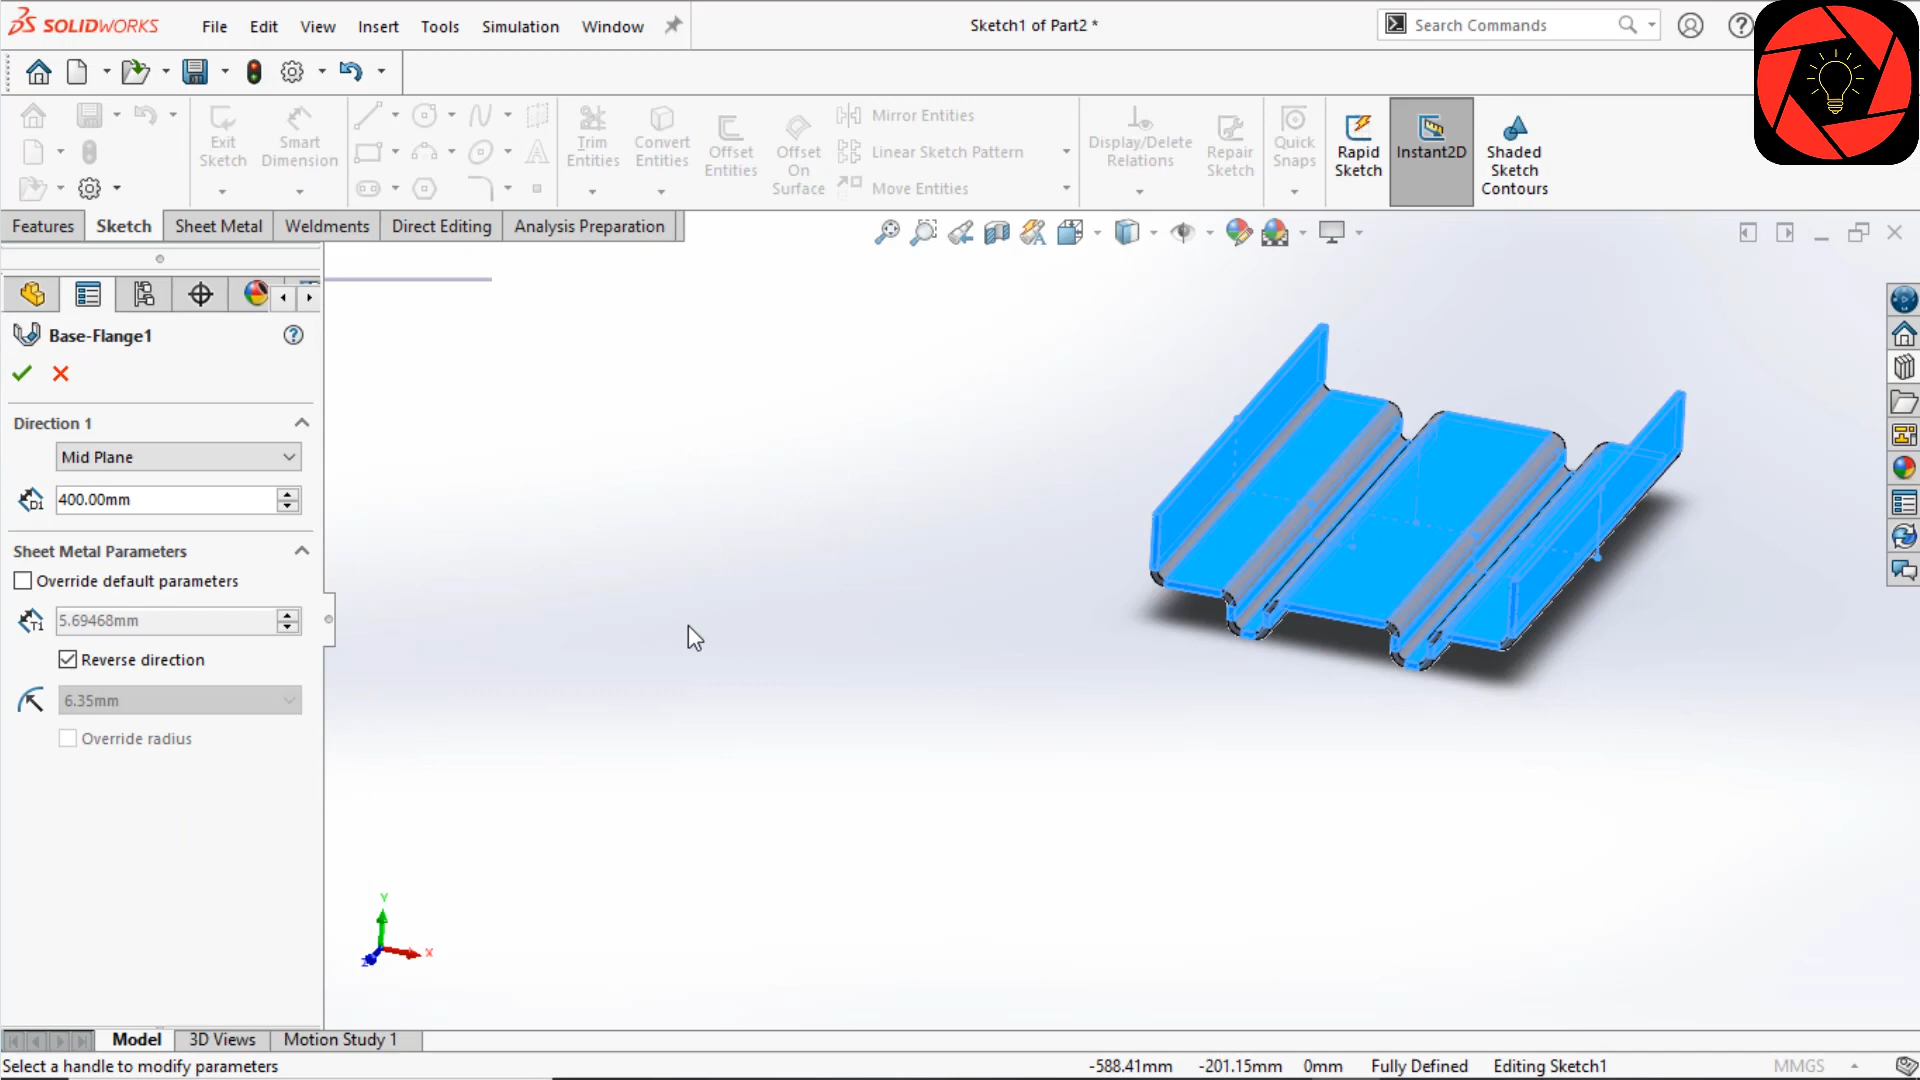 SOLIDWORKS
File Edit View Insert Tools Simulation Window
Sketch1 of Part2 *
Search Commands
Exit Sketch
Smart Dimension
Trim Entities
Convert Entities
Offset Entities
Offset On Surface
Mirror Entities
Linear Sketch Pattern
Move Entities
Display/Delete Relations
Repair Sketch
Quick Snaps
Rapid Sketch
Instant2D
Shaded Sketch Contours
Features Sketch Sheet Metal Weldments Direct Editing Analysis Preparation
Base-Flange1
Direction 1
Mid Plane
D1 400.00mm
Sheet Metal Parameters
Override default parameters
T1 5.69468mm
Reverse direction
6.35mm
Override radius
Y
X
Z
Model 3D Views Motion Study 1
Select a handle to modify parameters
-588.41mm -201.15mm 0mm Fully Defined Editing Sketch1 MMGS